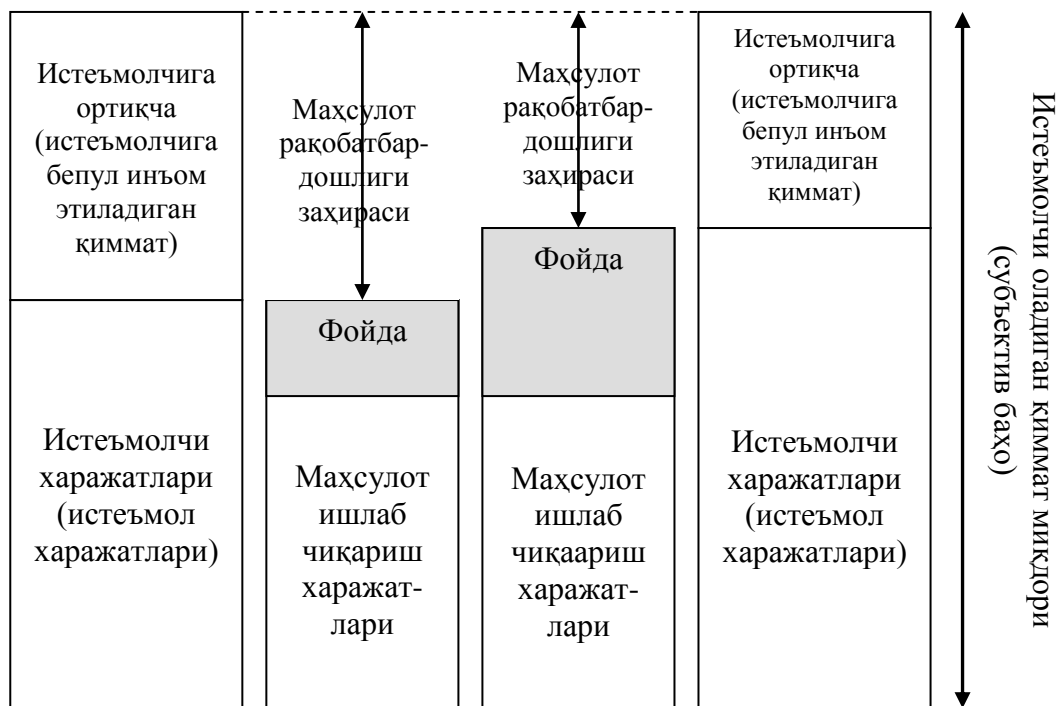 Истеъмолчига
ортиқча
(истеъмолчига
бепул инъом
этиладиган
қиммат)
Истеъмолчи
харажатлари
(истеъмол
харажатлари)
Маҳсулот
рақобатбар-
дошлиги
заҳираси
Фойда
Маҳсулот
ишлаб
чиқариш
харажат-
лари
Маҳсулот
рақобатбар-
дошлиги
заҳираси
Фойда
Маҳсулот
ишлаб
чиқаариш
харажат-
лари
Истеъмолчига
ортиқча
(истеъмолчига
бепул инъом
этиладиган
қиммат)
Истеъмолчи
харажатлари
(истеъмол
харажатлари)
Истеъмолчи оладиган қиммат миқдори
(субъектив баҳо)